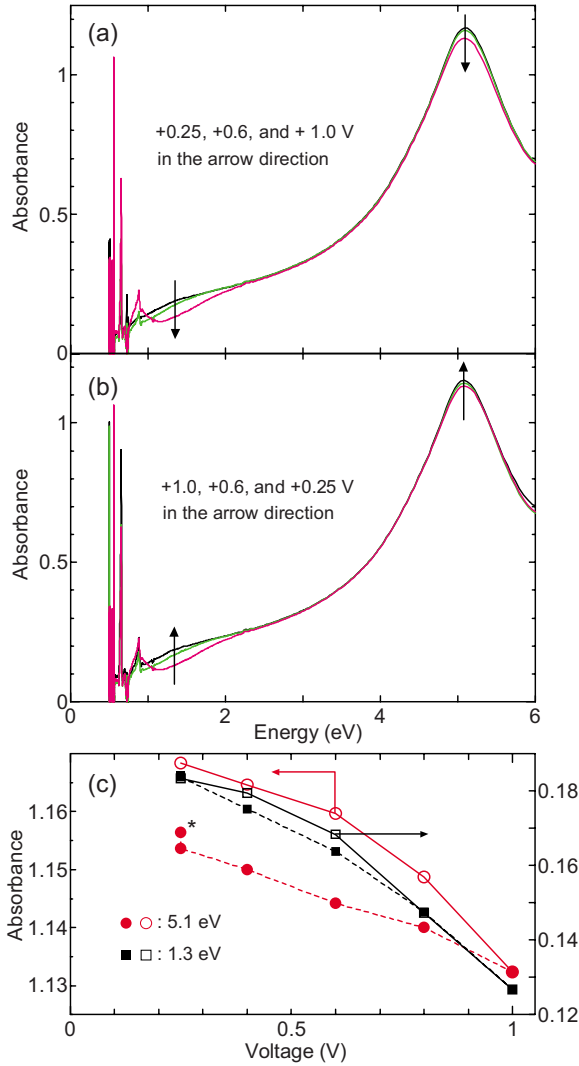 (a)
1
Absorbance
+0.25, +0.6, and + 1.0 V
in the arrow direction
0.5
0
(b)
1
Absorbance
+1.0, +0.6, and +0.25 V
in the arrow direction
0.5
0
0 2 4 6
Energy (eV)
(c)
1.16
0.18
*
1.15
0.16
Absorbance
1.14
: 5.1 eV
0.14
: 1.3 eV
1.13
0.12
0 0.5 1
Voltage (V)